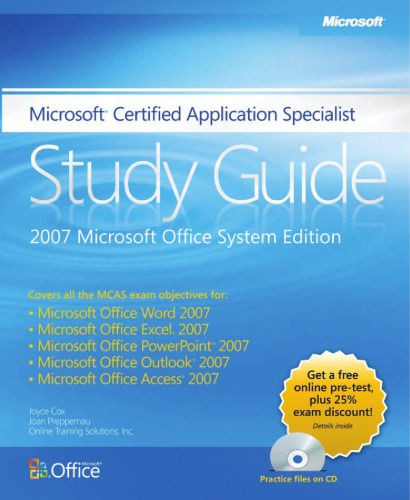 Microsoft®
Microsoft® Certified Application Specialist
Study Guide
2007 Microsoft Office System Edition
Covers all the MCAS exam objectives for:
• Microsoft Office Word 2007
• Microsoft Office Excel® 2007
• Microsoft Office PowerPoint® 2007
• Microsoft Office Outlook® 2007
• Microsoft Office Access® 2007
Joyce Cox
Joan Preppernau
Online Training Solutions, Inc.
Get a free
online pre-test,
plus 25%
exam discount!
Details inside
Microsoft®
Office
Practice files on CD